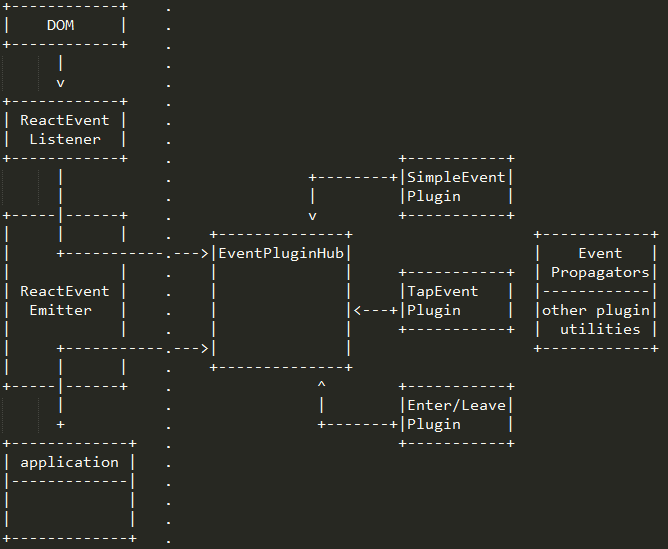 DOM
ReactEvent
Listener
SimpleEvent
Plugin
EventPluginHub
Event
Propagators
ReactEvent
Emitter
TapEvent
Plugin
other plugin
utilities
Enter/Leave
Plugin
application